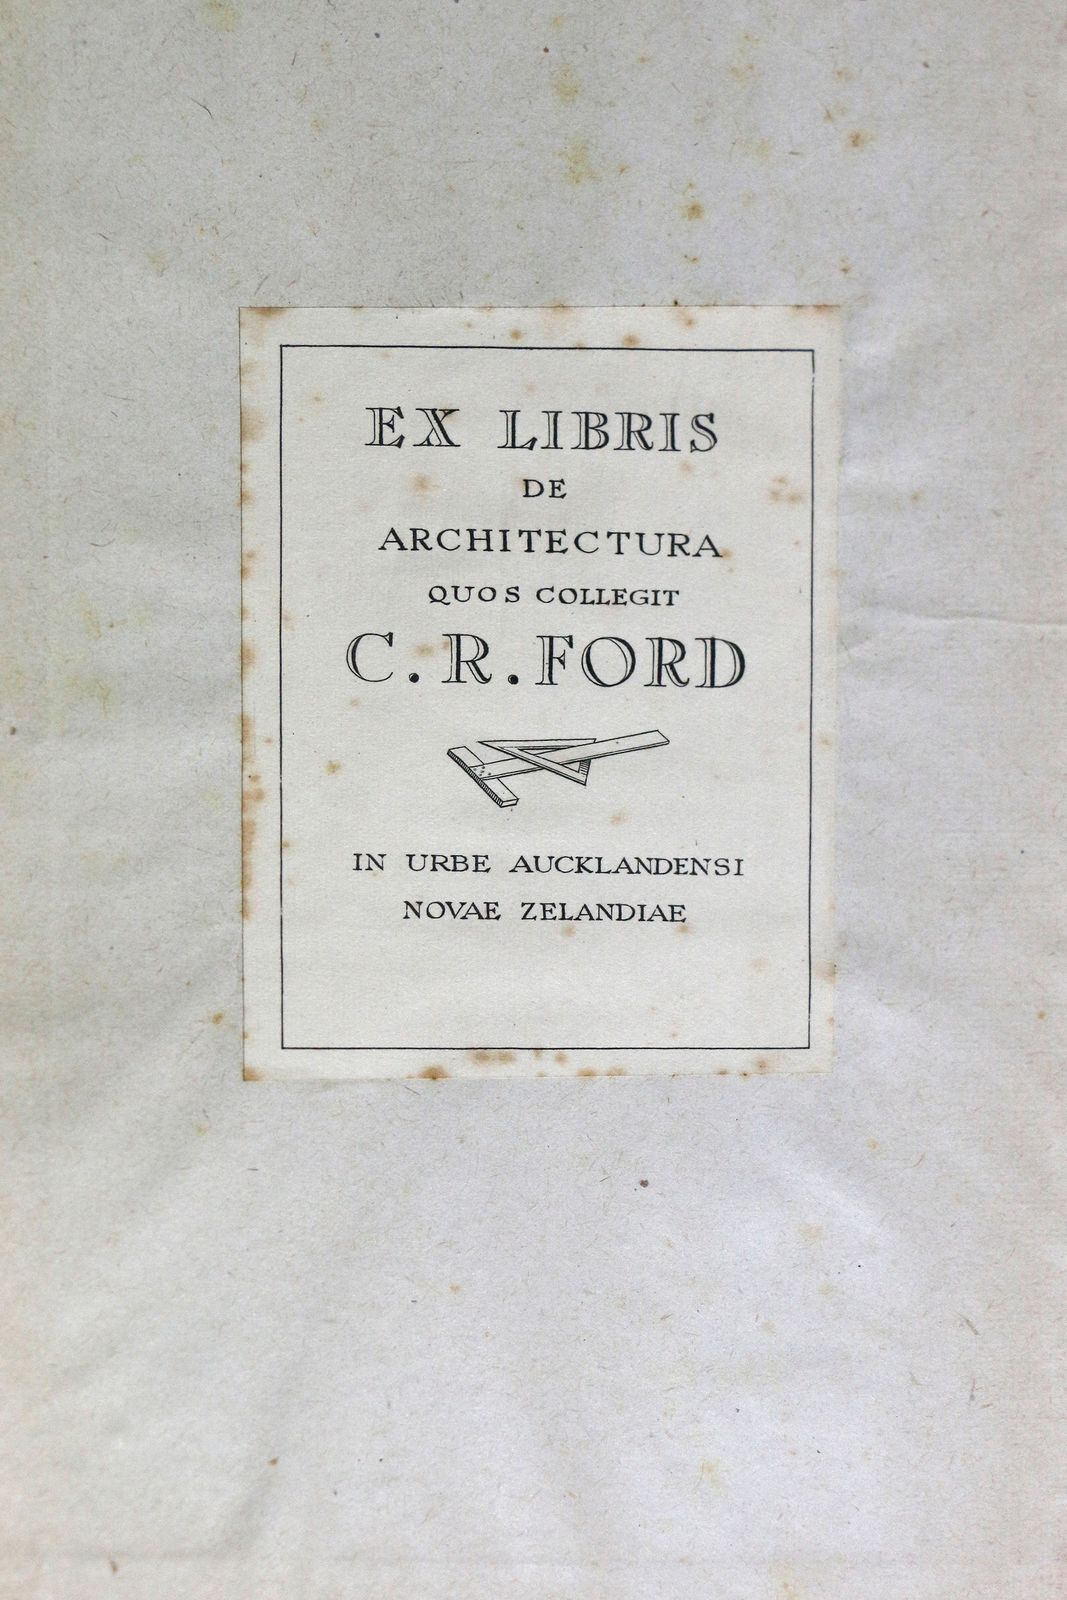 EX LIBRIS
DE
ARCHITECTURA
QUOS COLLEGIT
C. R. FORD
IN URBE AUCKLANDENSI
NOVAE ZELANDIAE